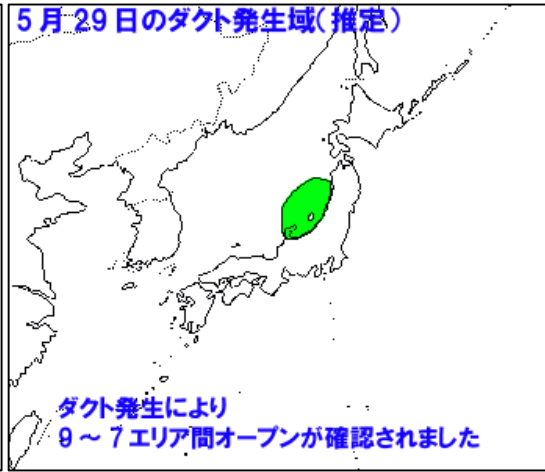 5月29日のダクト発生域(推定)
ダクト発生により
9～7エリア間オープンが確認されました